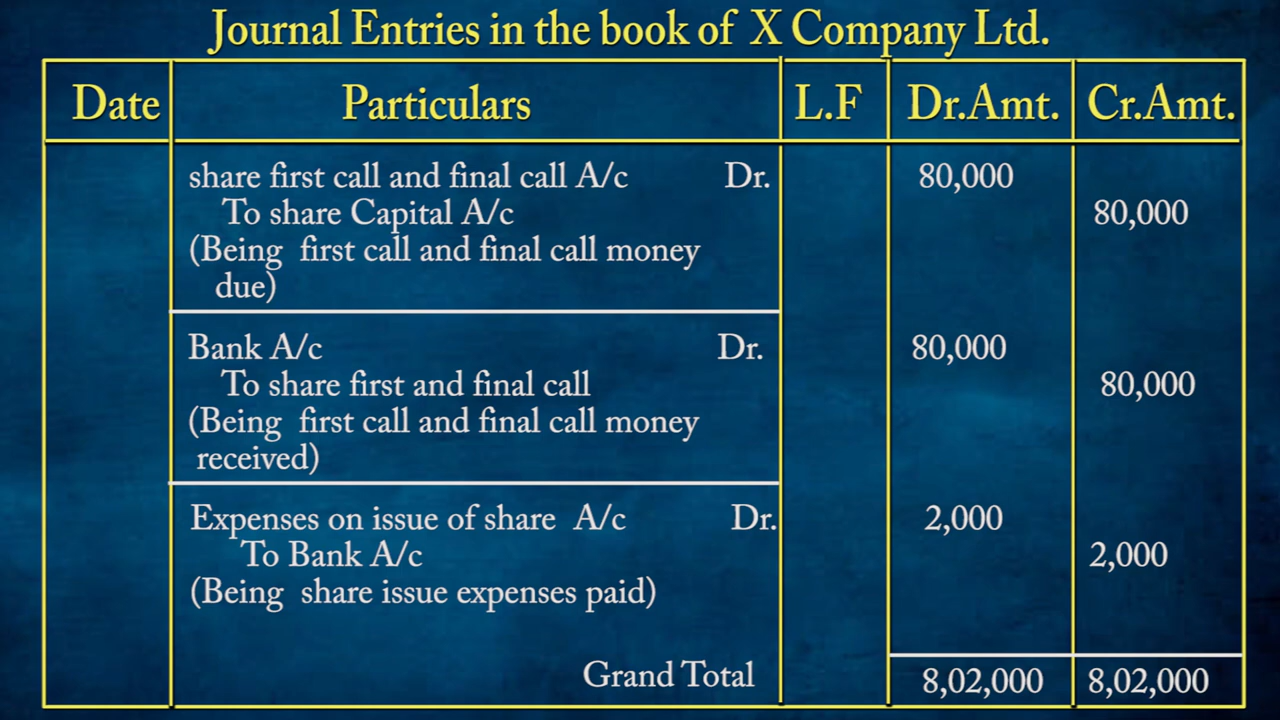 Journal Entries in the book of X Company Ltd.
Date Particulars L.F Dr.Amt. Cr.Amt.
share first call and final call A/c Dr. 80,000
To share Capital A/c 80,000
(Being first call and final call money
due)
Bank A/c Dr. 80,000
To share first and final call 80,000
(Being first call and final call money
received)
Expenses on issue of share A/c Dr. 2,000
To Bank A/c 2,000
(Being share issue expenses paid)
Grand Total 8,02,000 8,02,000